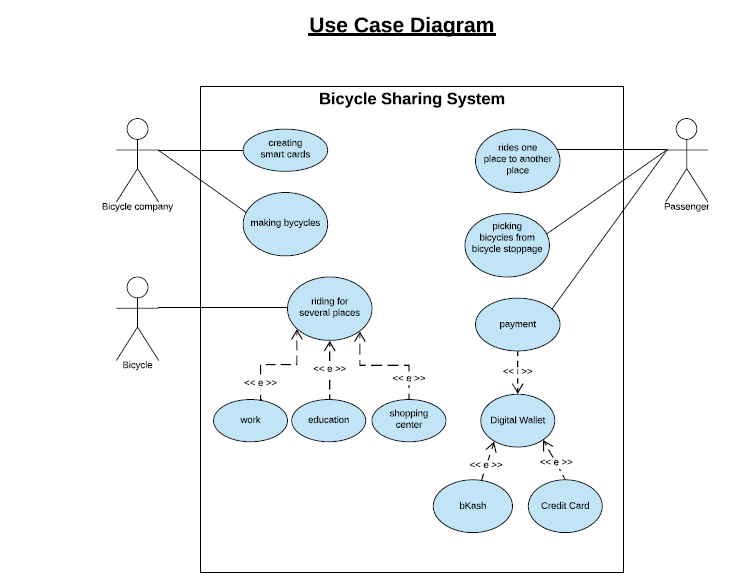 Use Case Diagram
Bicycle Sharing System
creating
smart cards
rides one
place to another
place
Bicycle company
Passenger
making bycycles
picking
bicycles from
bicycle stoppage
riding for
several places
payment
Bicycle
<< e >>
<< I >>
<< e >>
<< e >>
work
education
shopping
center
Digital Wallet
<< e >>
<< e >>
bKash
Credit Card